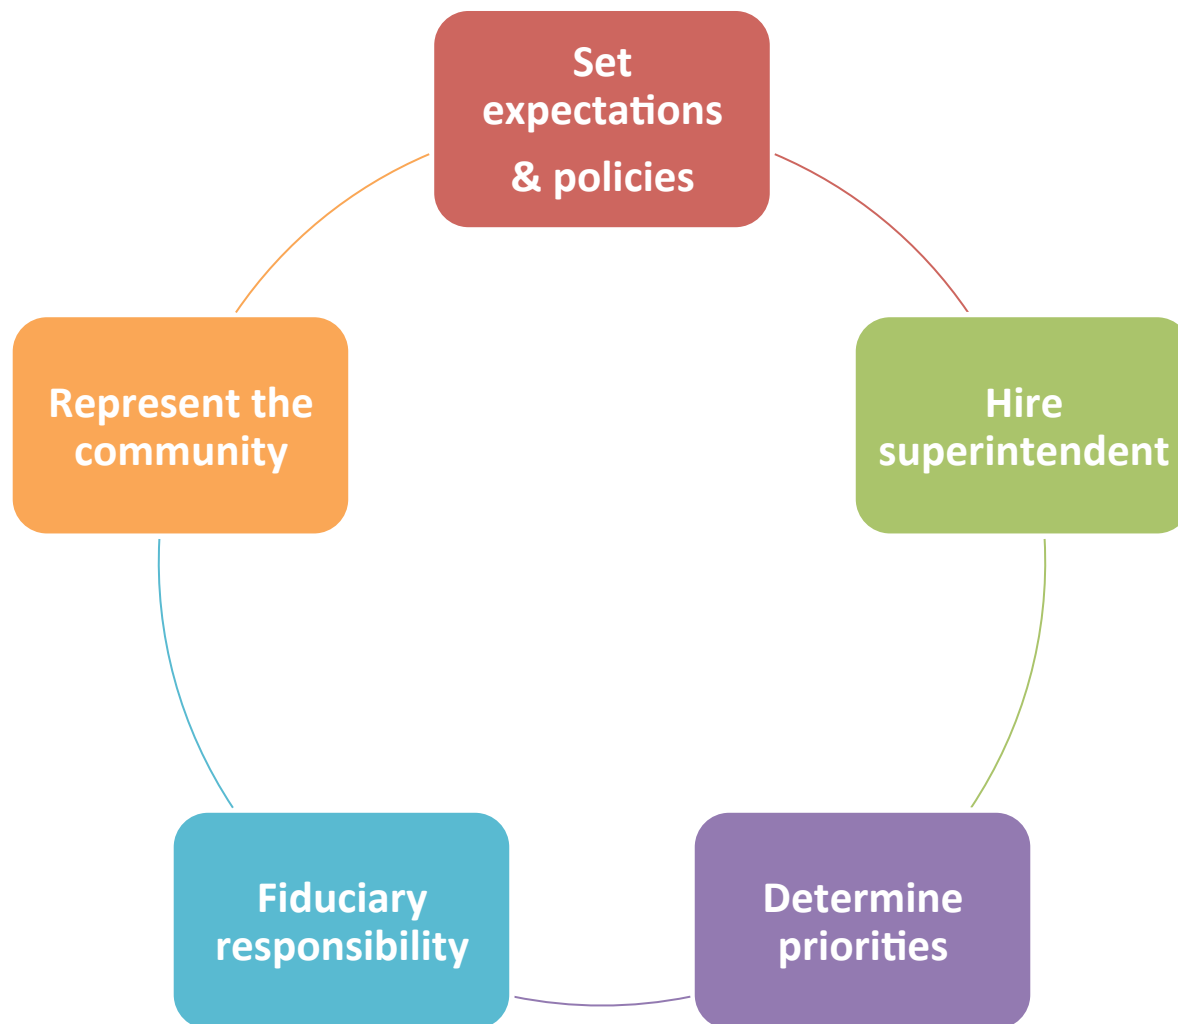 Set
expectations
& policies
Hire
superintendent
Determine
priorities
Fiduciary
responsibility
Represent the
community